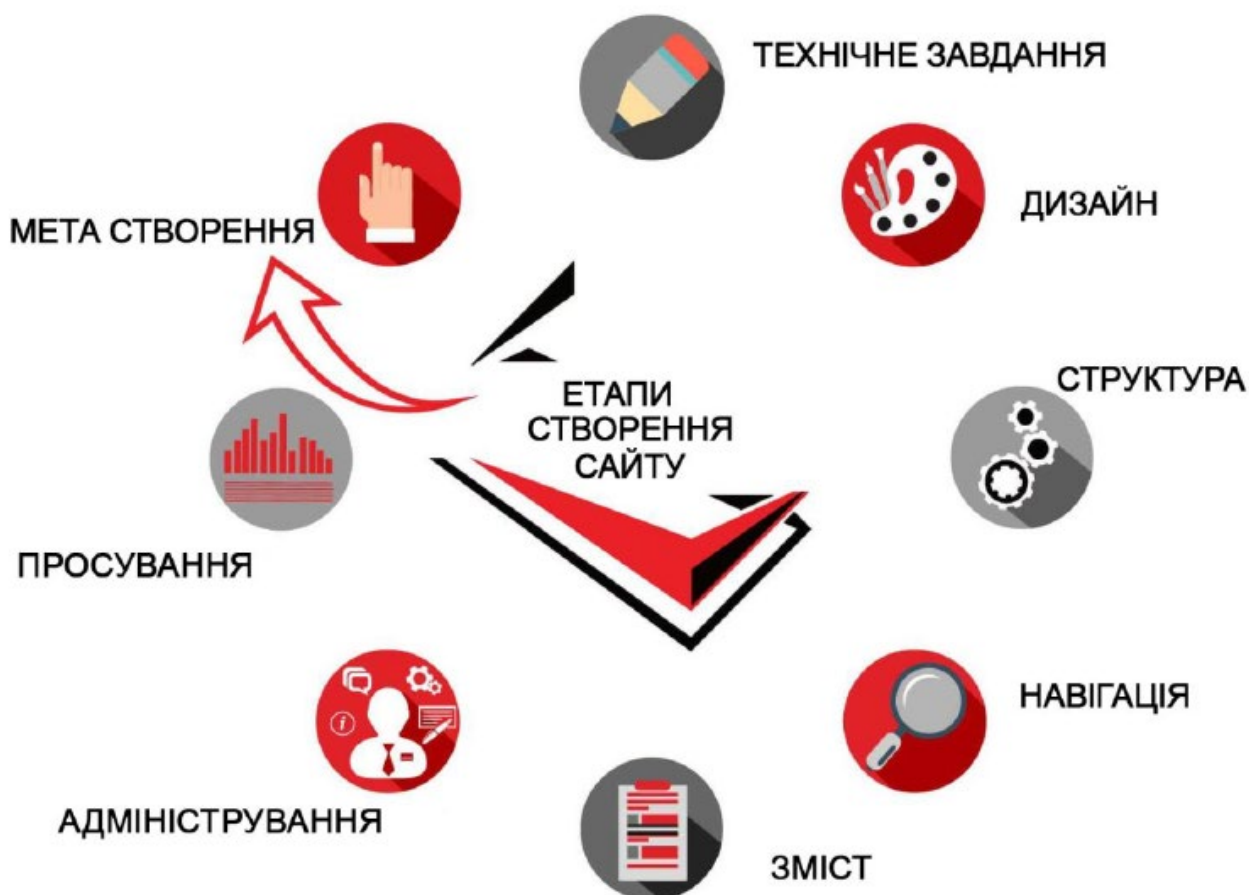 ТЕХНІЧНЕ ЗАВДАННЯ
ДИЗАЙН
МЕТА СТВОРЕННЯ
СТРУКТУРА
ЕТАПИ
СТВОРЕННЯ
САЙТУ
ПРОСУВАННЯ
НАВІГАЦІЯ
АДМІНІСТРУВАННЯ
ЗМІСТ